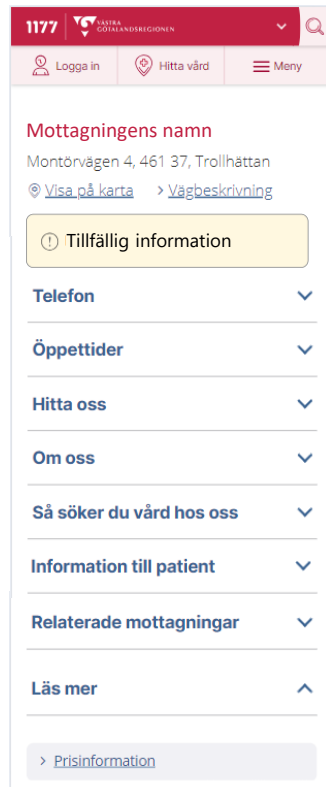 1177 VÄSTRA
GÖTALANDSREGIONEN
Logga in Hitta vård Meny
Mottagningens namn
Montörvägen 4, 461 37, Trollhättan
Visa på karta > Vägbeskrivning
Tillfällig information
Telefon
Öppettider
Hitta oss
Om oss
Så söker du vård hos oss
Information till patient
Relaterade mottagningar
Läs mer
> Prisinformation